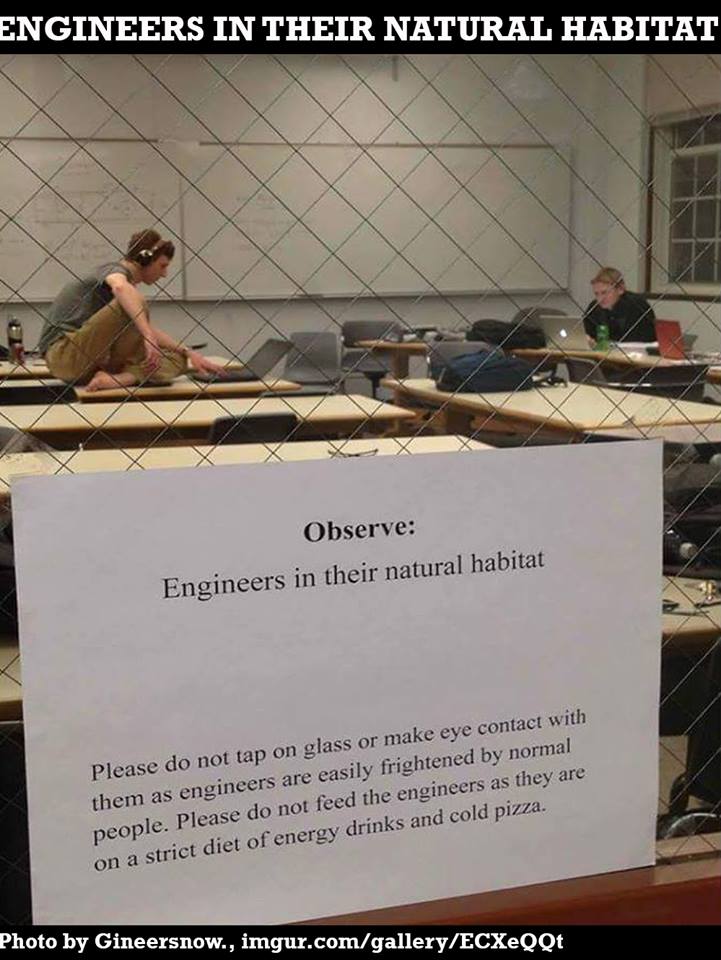 ENGINEERS IN THEIR NATURAL HABITAT
Observe:
Engineers in their natural habitat
Please do not tap on glass or make eye contact with
them as engineers are easily frightened by normal
people. Please do not feed the engineers as they are
on a strict diet of energy drinks and cold pizza.
Photo by Gineersnow., imgur.com/gallery/ECXeQQt